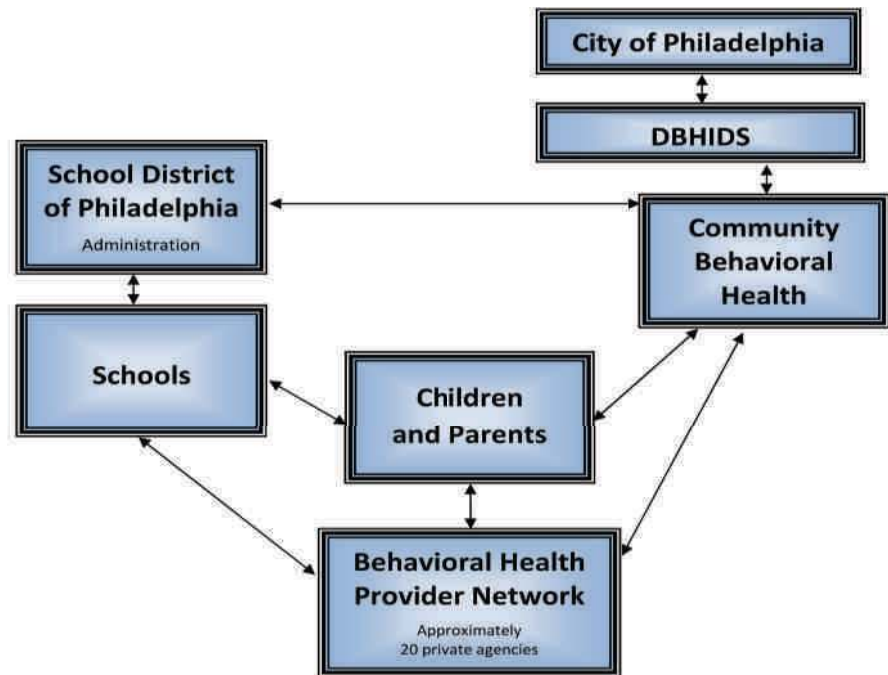 City of Philadelphia
DBHIDS
School District
of Philadelphia
Administration
Community
Behavioral
Health
Schools
Children
and Parents
Behavioral Health
Provider Network
Approximately
20 private agencies